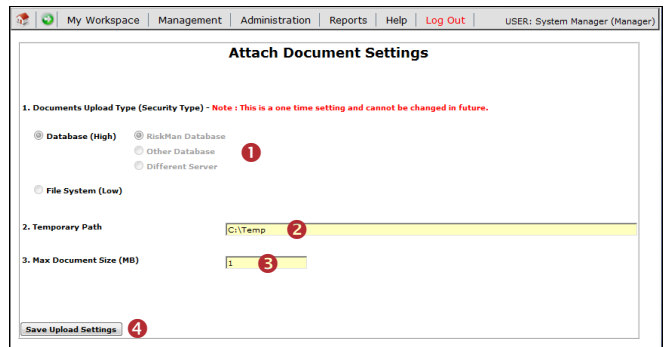 My Workspace | Management | Administration | Reports | Help | Log Out | USER: System Manager (Manager)
Attach Document Settings
1. Documents Upload Type (Security Type) - Note : This is a one time setting and cannot be changed in future.
Database (High) RiskMan Database
Other Database 1
Different Server
File System (Low)
2. Temporary Path C:\Temp 2
3. Max Document Size (MB) 1 3
Save Upload Settings 4